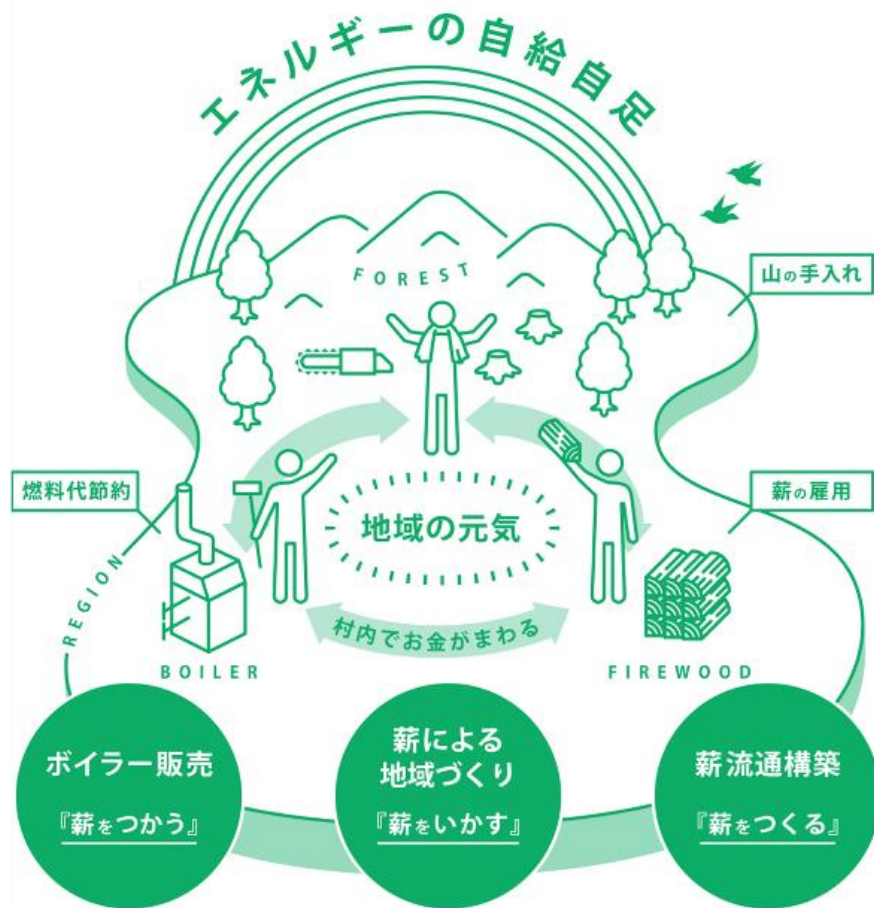 エネルギーの自給自足
FOREST
山の手入れ
燃料代節約
薪の雇用
地域の元気
REGION
村内でお金がまわる
BOILER
FIREWOOD
ボイラー販売
『薪をつかう』
薪による
地域づくり
『薪をいかす』
薪流通構築
『薪をつくる』